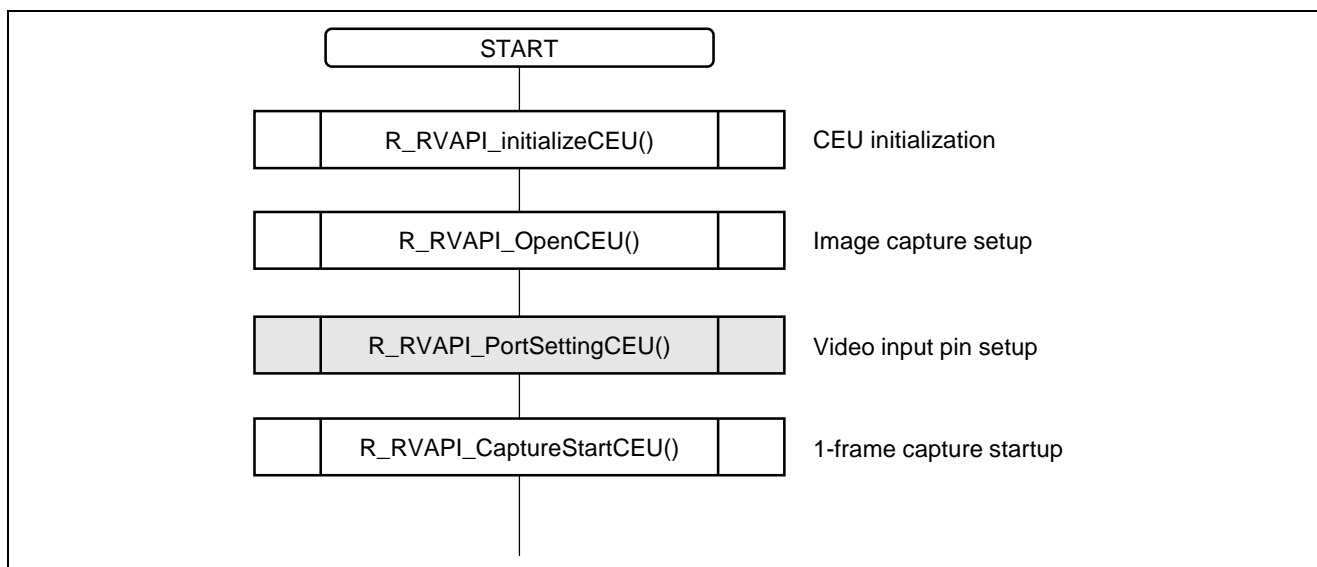 START
R_RVAPI_initializeCEU() CEU initialization
R_RVAPI_OpenCEU() Image capture setup
R_RVAPI_PortSettingCEU() Video input pin setup
R_RVAPI_CaptureStartCEU() 1-frame capture startup